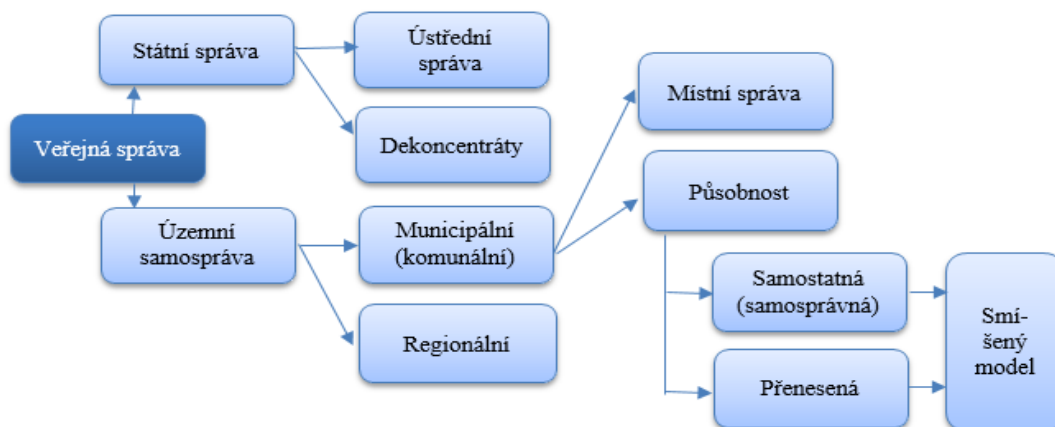 Státní správa
Ústřední
správa
Místní správa
Veřejná správa
Dekoncentráty
Působnost
Územní
samospráva
Municipální
(komunální)
Samostatná
(samosprávná)
Smí-
šený
model
Regionální
Přenesená